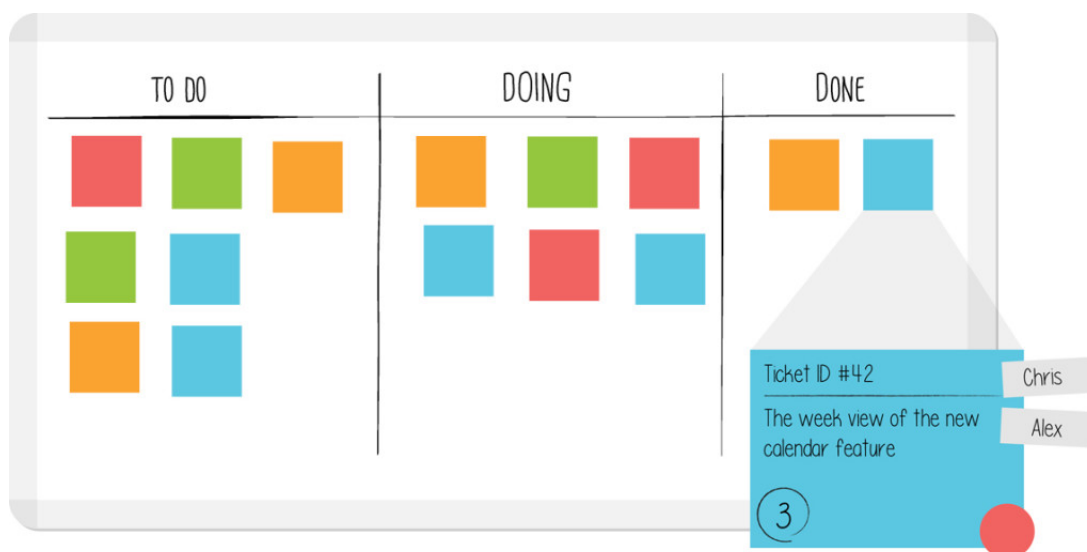 TO DO
DOING
DONE
Ticket ID #42
Chris
The week view of the new
calendar feature
Alex
3